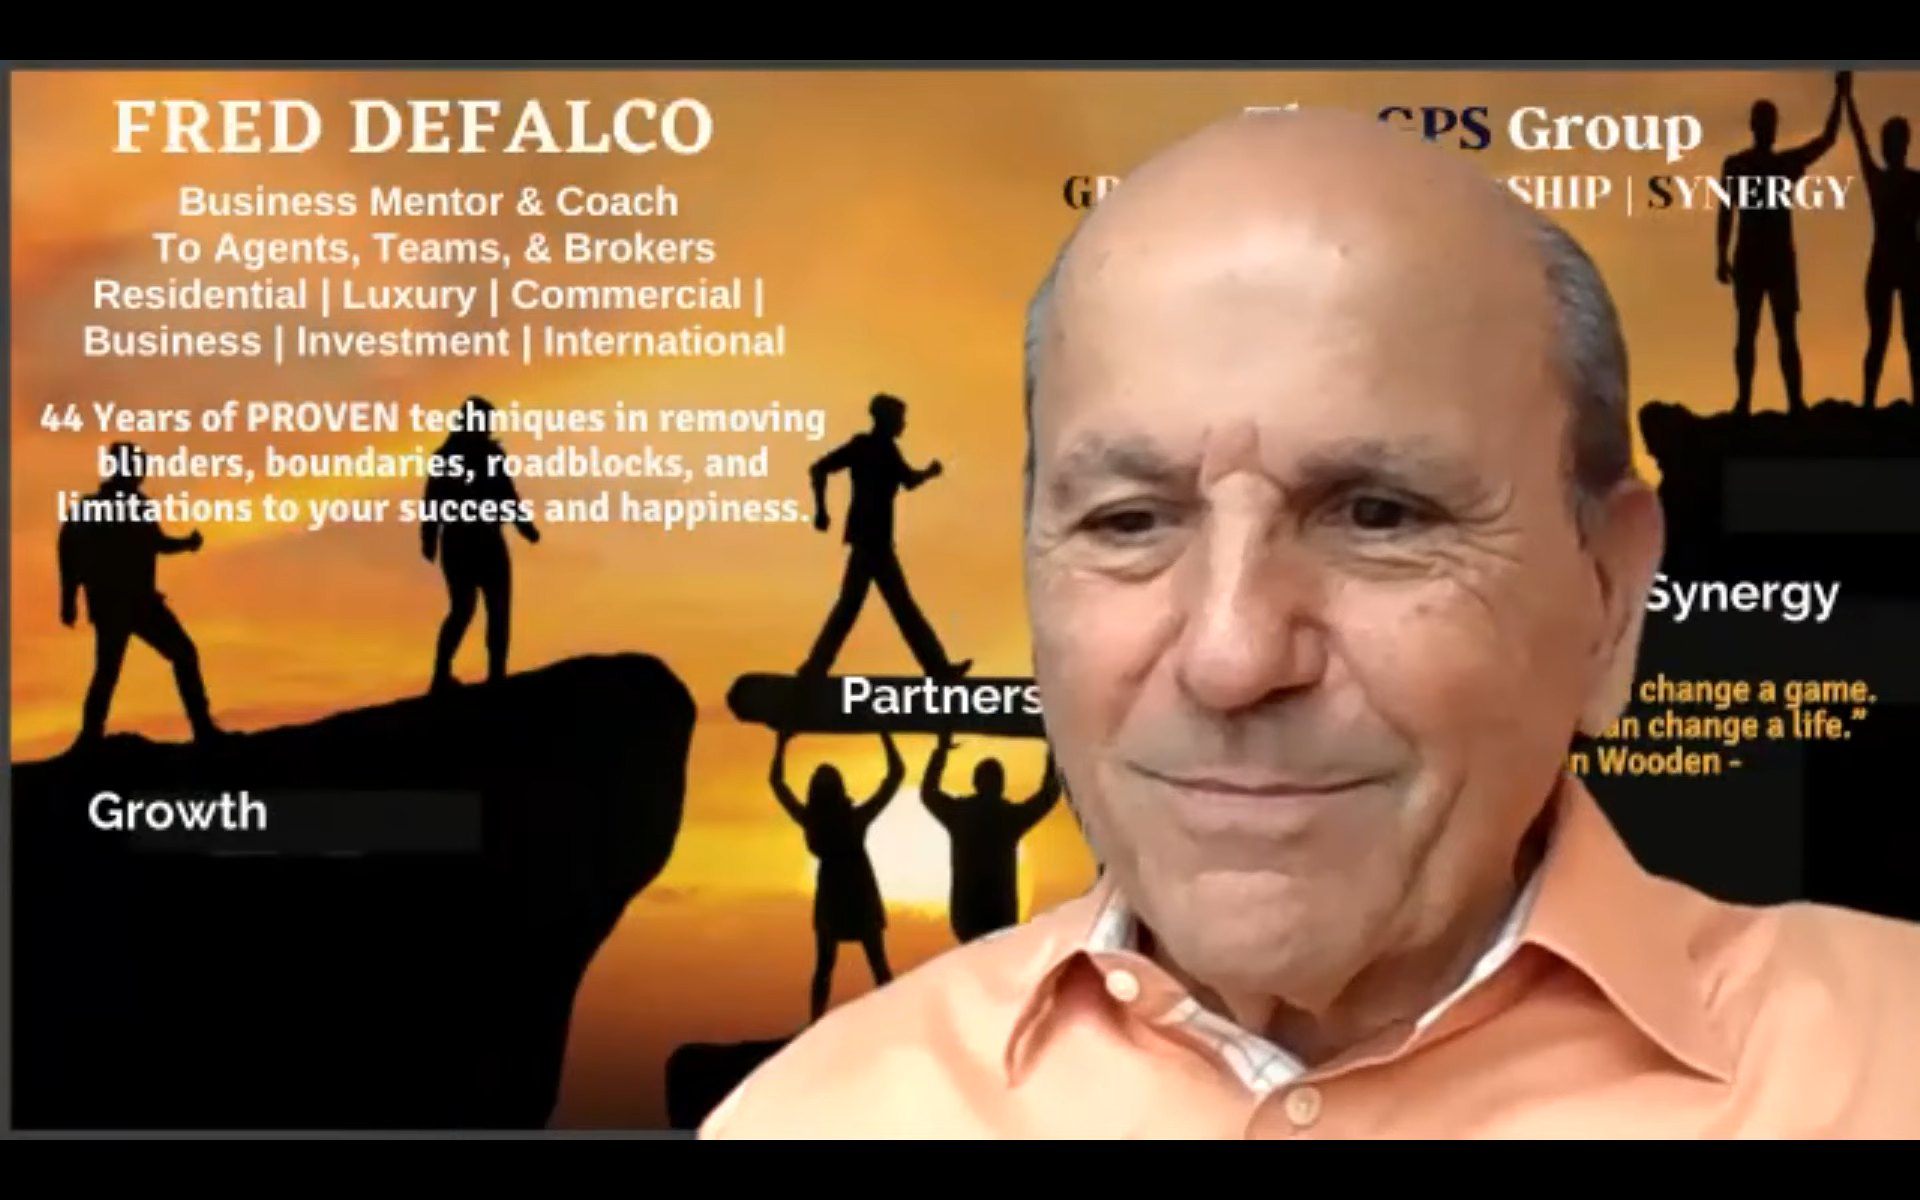 FRED DEFALCO
Business Mentor & Coach
To Agents, Teams, & Brokers
Residential | Luxury | Commercial |
Business | Investment | International
44 Years of PROVEN techniques in removing
blinders, boundaries, roadblocks, and
limitations to your success and happiness.
GPS Group
SHIP | SYNERGY
Growth
Partners
Synergy
change a game.
an change a life.”
n Wooden -